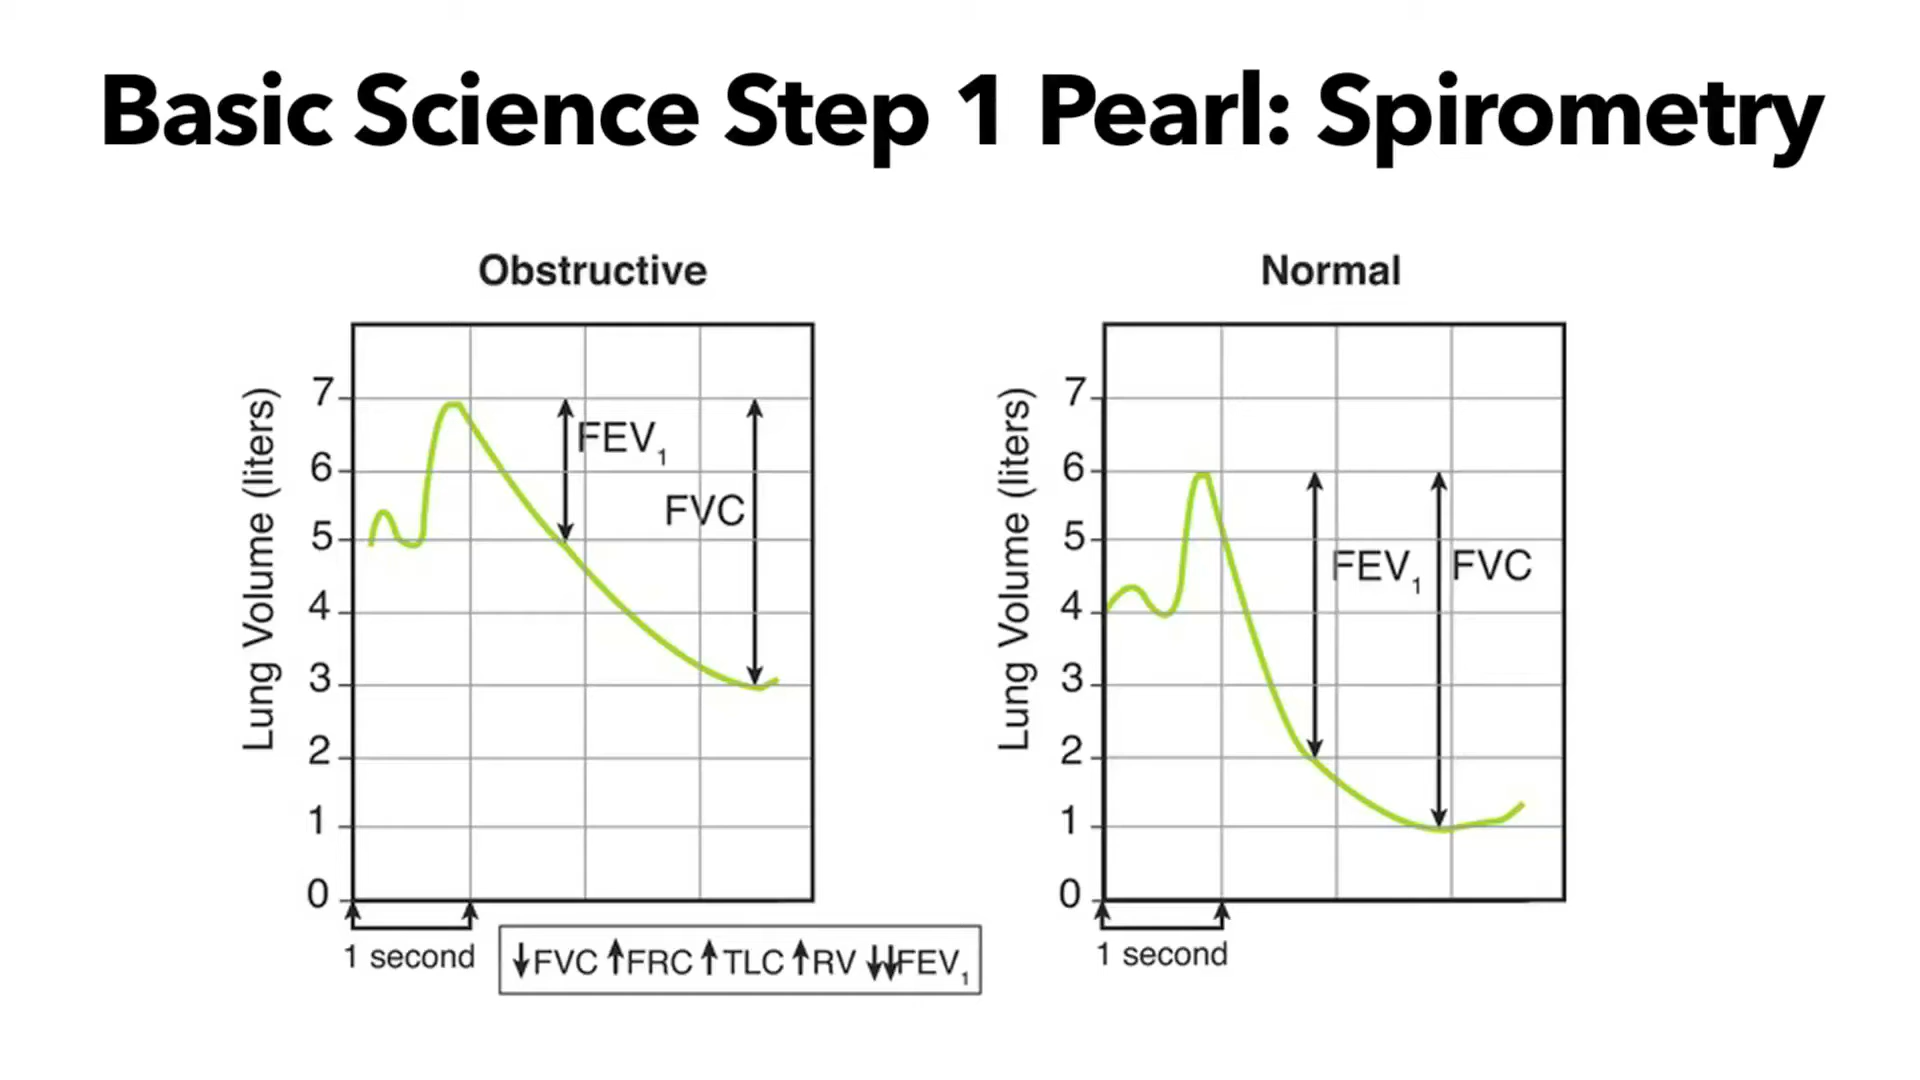 Basic Science Step 1 Pearl: Spirometry
Obstructive
Lung Volume (liters)
7
6
5
4
3
2
1
0
FEV₁
FVC
1 second
↓FVC ↑FRC ↑TLC ↑RV ↓↓FEV₁
Normal
Lung Volume (liters)
7
6
5
4
3
2
1
0
FEV₁
FVC
1 second